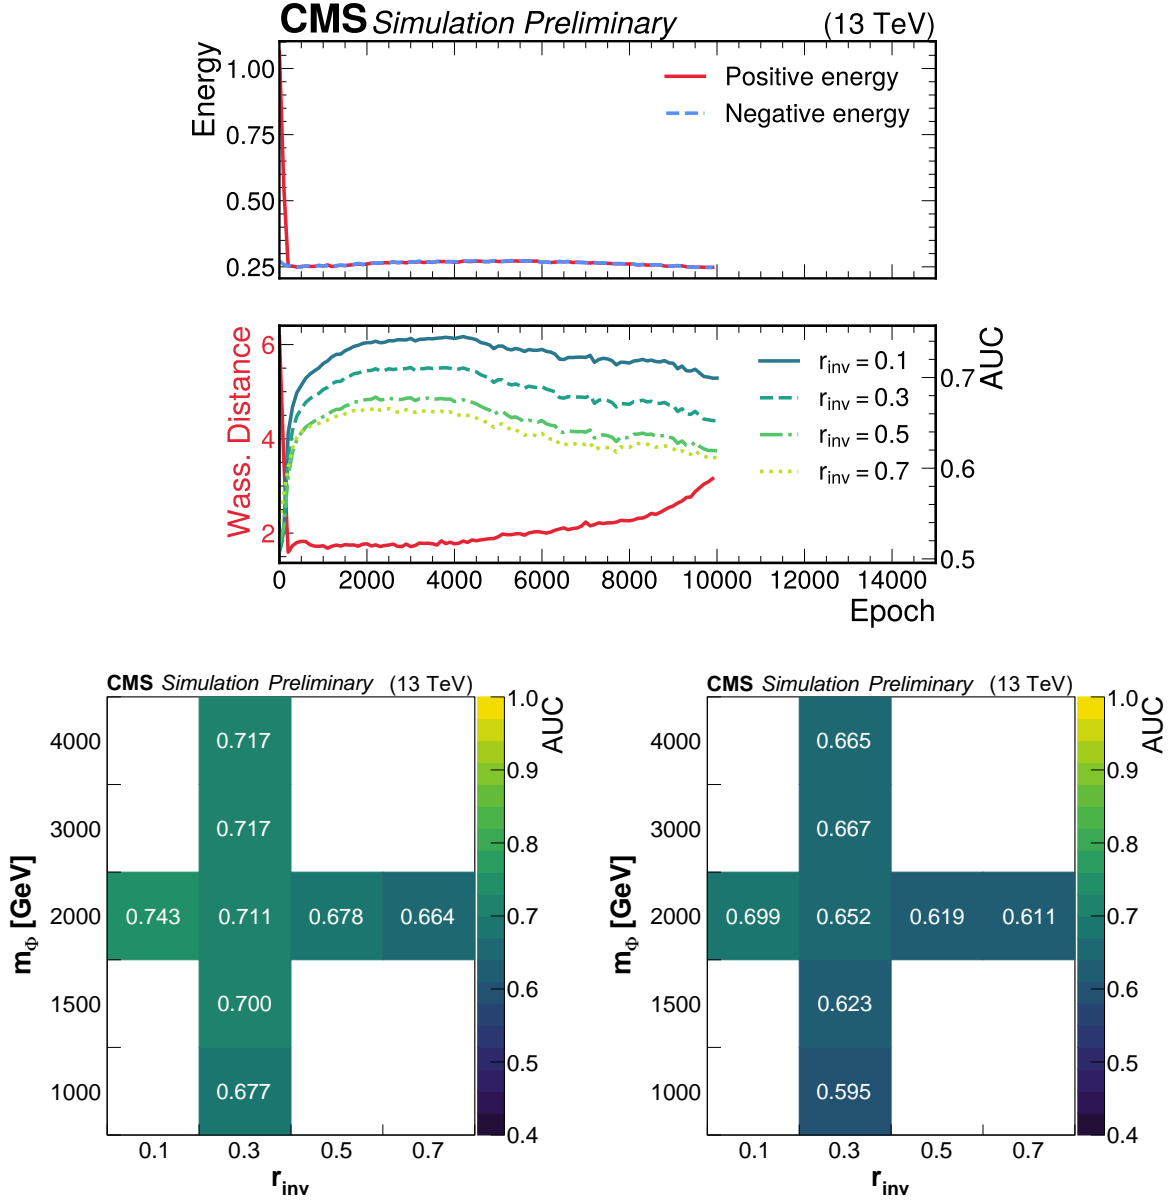 CMS Simulation Preliminary (13 TeV)
Energy
1.00
0.75
0.50
0.25
Positive energy
Negative energy
Wass. Distance
6
4
2
r_inv = 0.1
r_inv = 0.3
r_inv = 0.5
r_inv = 0.7
AUC
0.7
0.6
0.5
0 2000 4000 6000 8000 10000 12000 14000
Epoch
CMS Simulation Preliminary (13 TeV)
m_Φ [GeV]
4000 0.717
3000 0.717
2000 0.743 0.711 0.678 0.664
1500 0.700
1000 0.677
0.1 0.3 0.5 0.7
r_inv
AUC
1.0
0.9
0.8
0.7
0.6
0.5
0.4
CMS Simulation Preliminary (13 TeV)
m_Φ [GeV]
4000 0.665
3000 0.667
2000 0.699 0.652 0.619 0.611
1500 0.623
1000 0.595
0.1 0.3 0.5 0.7
r_inv
AUC
1.0
0.9
0.8
0.7
0.6
0.5
0.4